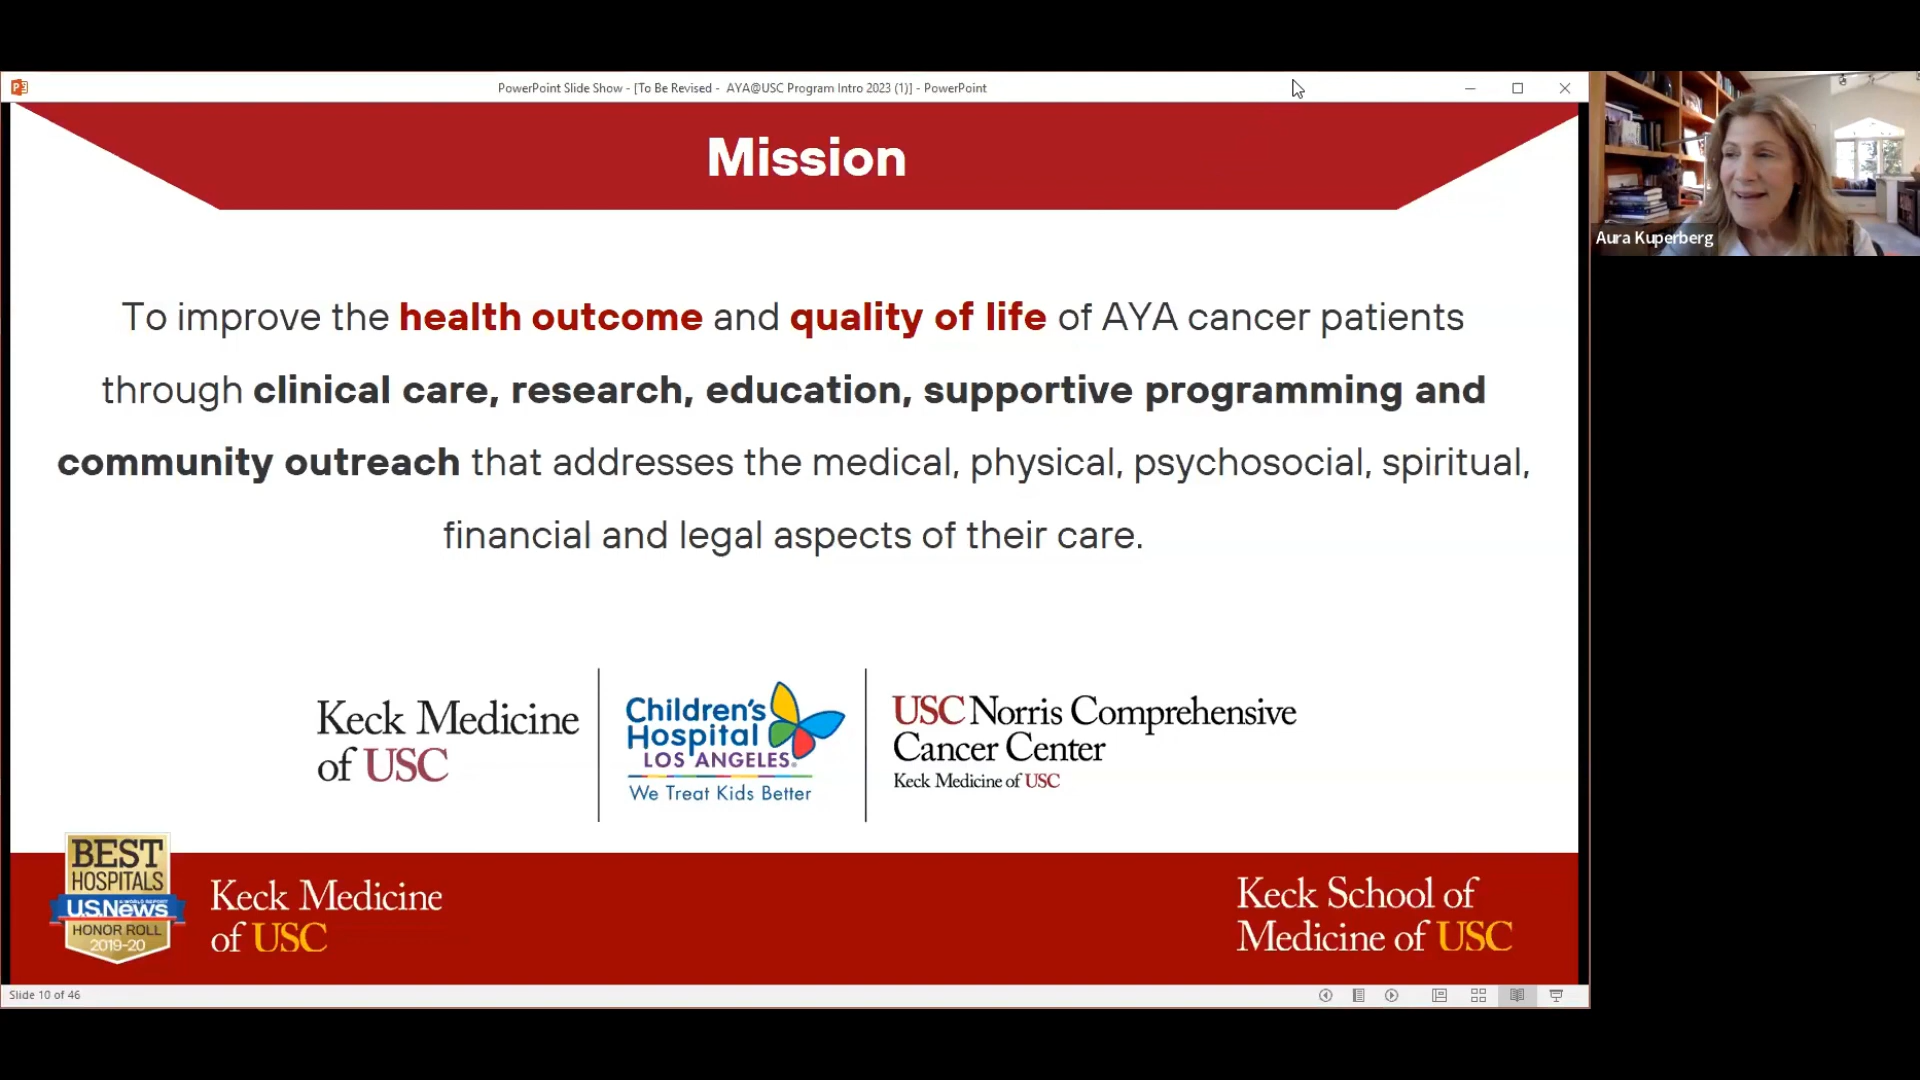 PowerPoint Slide Show - [To Be Revised - AYA@USC Program Intro 2023 (1)] - PowerPoint
Mission
To improve the health outcome and quality of life of AYA cancer patients
through clinical care, research, education, supportive programming and
community outreach that addresses the medical, physical, psychosocial, spiritual,
financial and legal aspects of their care.
Keck Medicine
of USC
Children's
Hospital
LOS ANGELES.
We Treat Kids Better
USC Norris Comprehensive
Cancer Center
Keck Medicine of USC
BEST
HOSPITALS
U.S.News
& WORLD REPORT
HONOR ROLL
2019-20
Keck Medicine
of USC
Keck School of
Medicine of USC
Slide 10 of 46
Aura Kuperberg